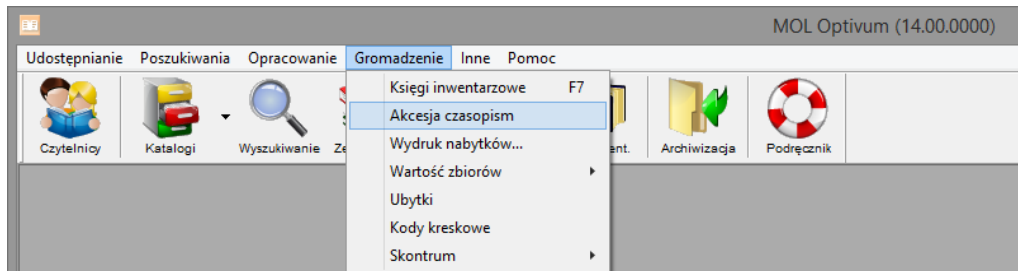 MOL Optivum (14.00.0000)
Udostępnianie Poszukiwania Opracowanie Gromadzenie Inne Pomoc
Czytelnicy Katalogi Wyszukiwanie Archiwizacja Podręcznik
Księgi inwentarzowe F7
Akcesja czasopism
Wydruk nabytków...
Wartość zbiorów
Ubytki
Kody kreskowe
Skontrum